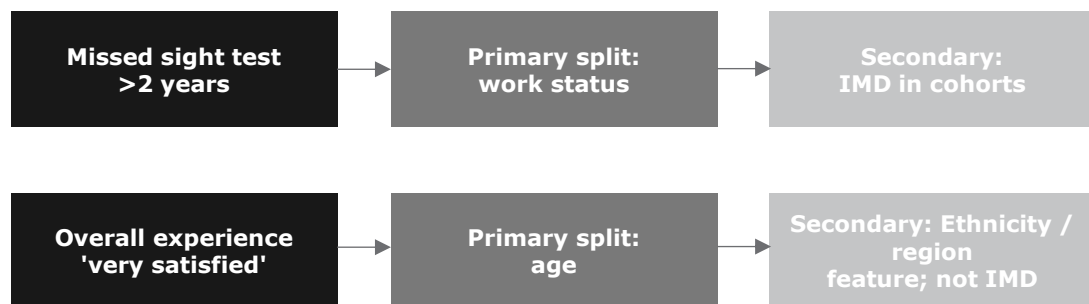 Missed sight test
>2 years
Primary split:
work status
Secondary:
IMD in cohorts
Overall experience
'very satisfied'
Primary split:
age
Secondary: Ethnicity /
region
feature; not IMD